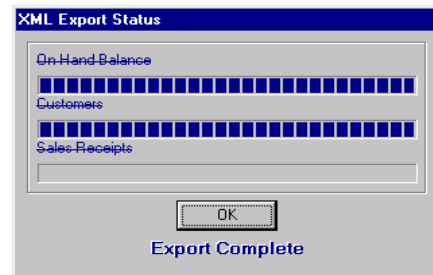 XML Export Status
On Hand Balance
Customers
Sales Receipts
OK
Export Complete